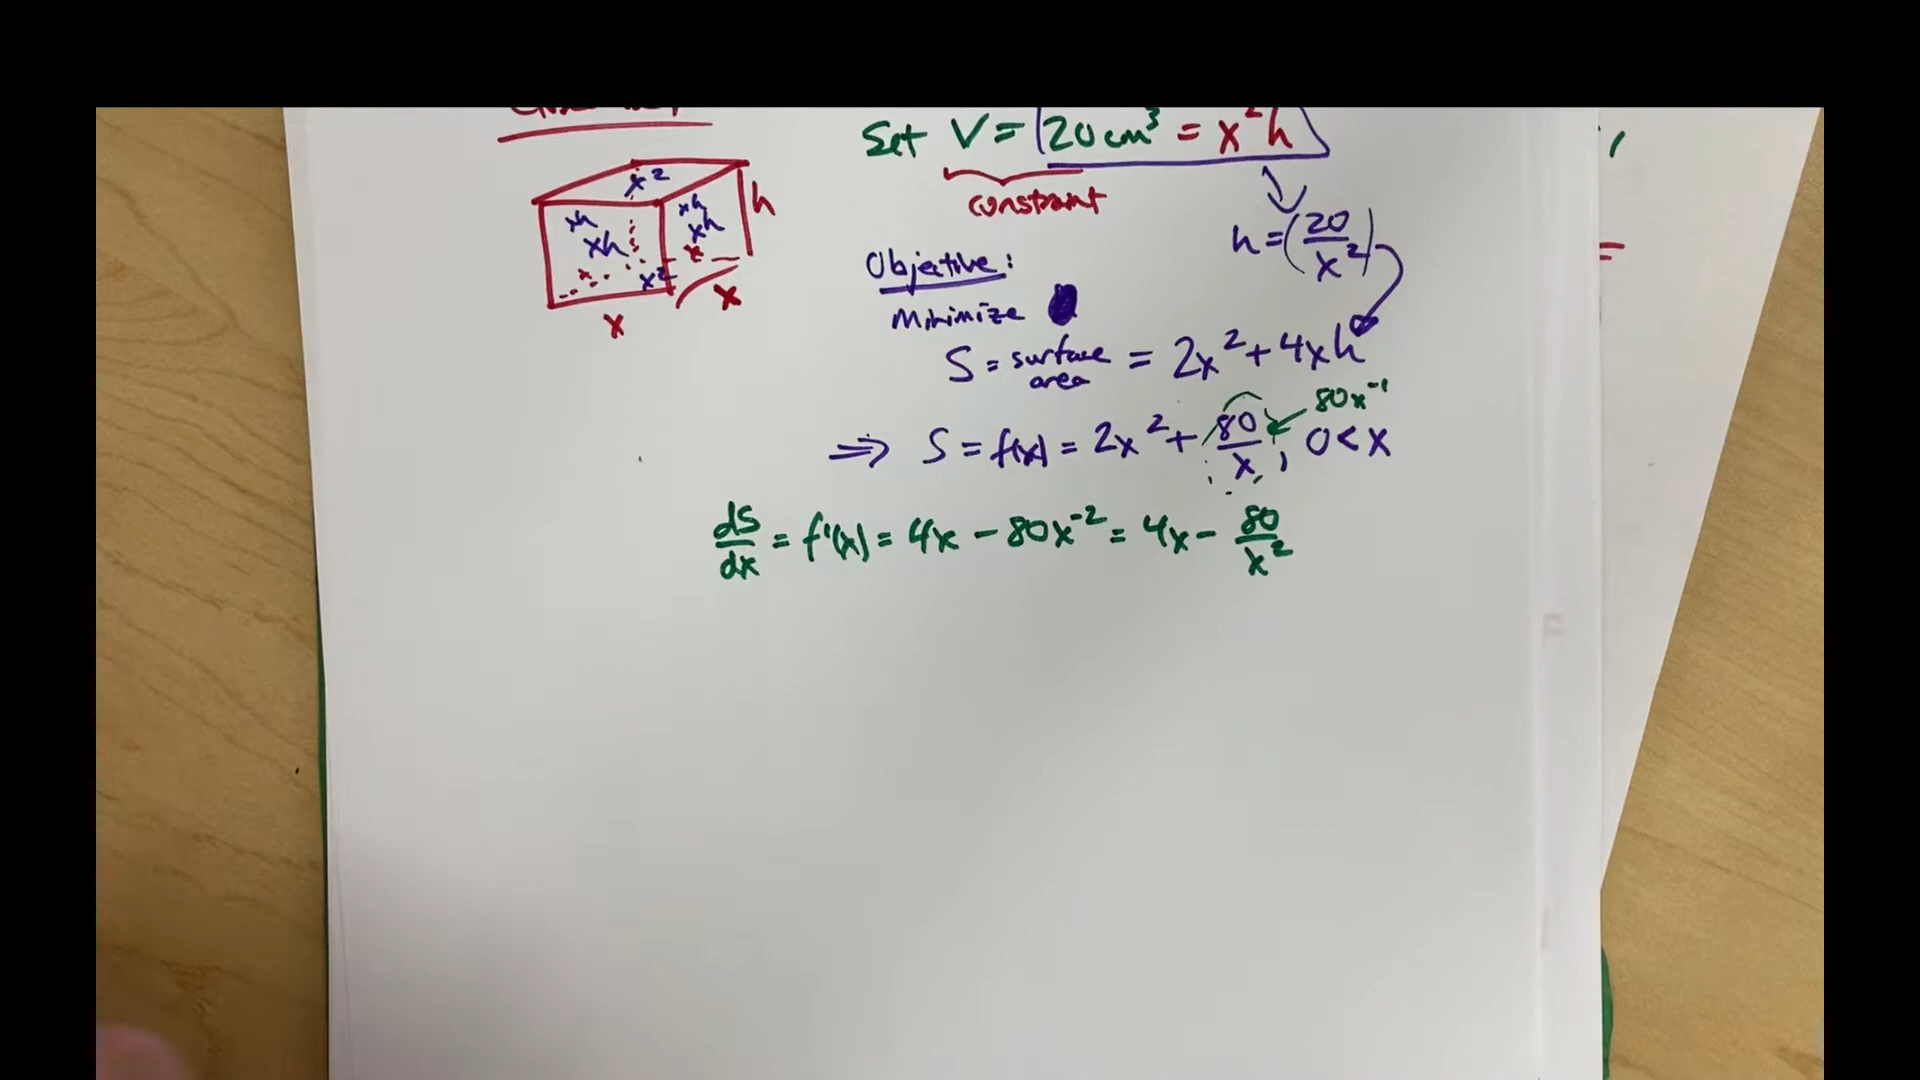 Set V = 20 cm³ = x²h
constraint
h = (20/x²)
x²
xh
xh
xh
xh
h
x²
x
x
x
x
Objective:
Minimize
S = surface area = 2x² + 4xh
80x⁻¹
⇒ S = f(x) = 2x² + 80/x , 0 < x
dS/dx = f'(x) = 4x - 80x⁻² = 4x - 80/x²